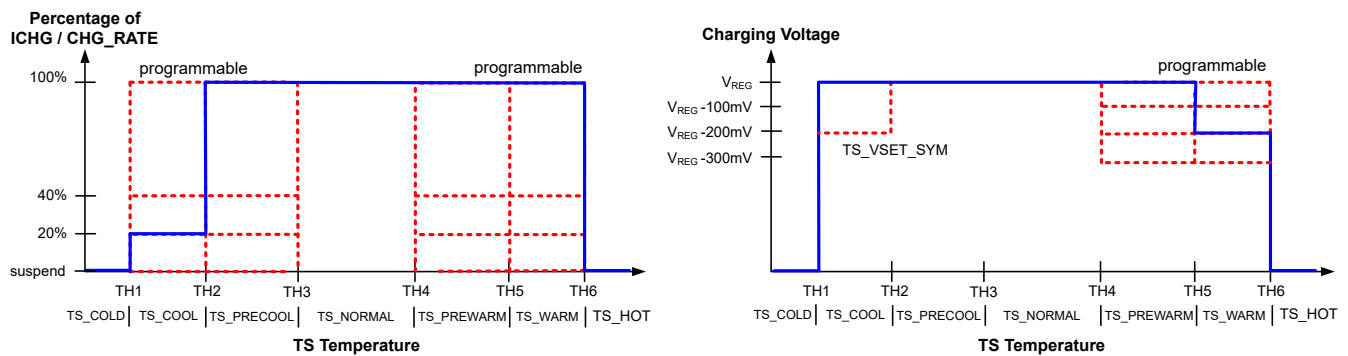 Percentage of
ICHG / CHG_RATE
100%
programmable
programmable
40%
20%
suspend
TH1
TH2
TH3
TH4
TH5
TH6
TS_COLD
TS_COOL
TS_PRECOOL
TS_NORMAL
TS_PREWARM
TS_WARM
TS_HOT
TS Temperature
Charging Voltage
programmable
VREG
VREG -100mV
VREG -200mV
TS_VSET_SYM
VREG -300mV
TH1
TH2
TH3
TH4
TH5
TH6
TS_COLD
TS_COOL
TS_PRECOOL
TS_NORMAL
TS_PREWARM
TS_WARM
TS_HOT
TS Temperature